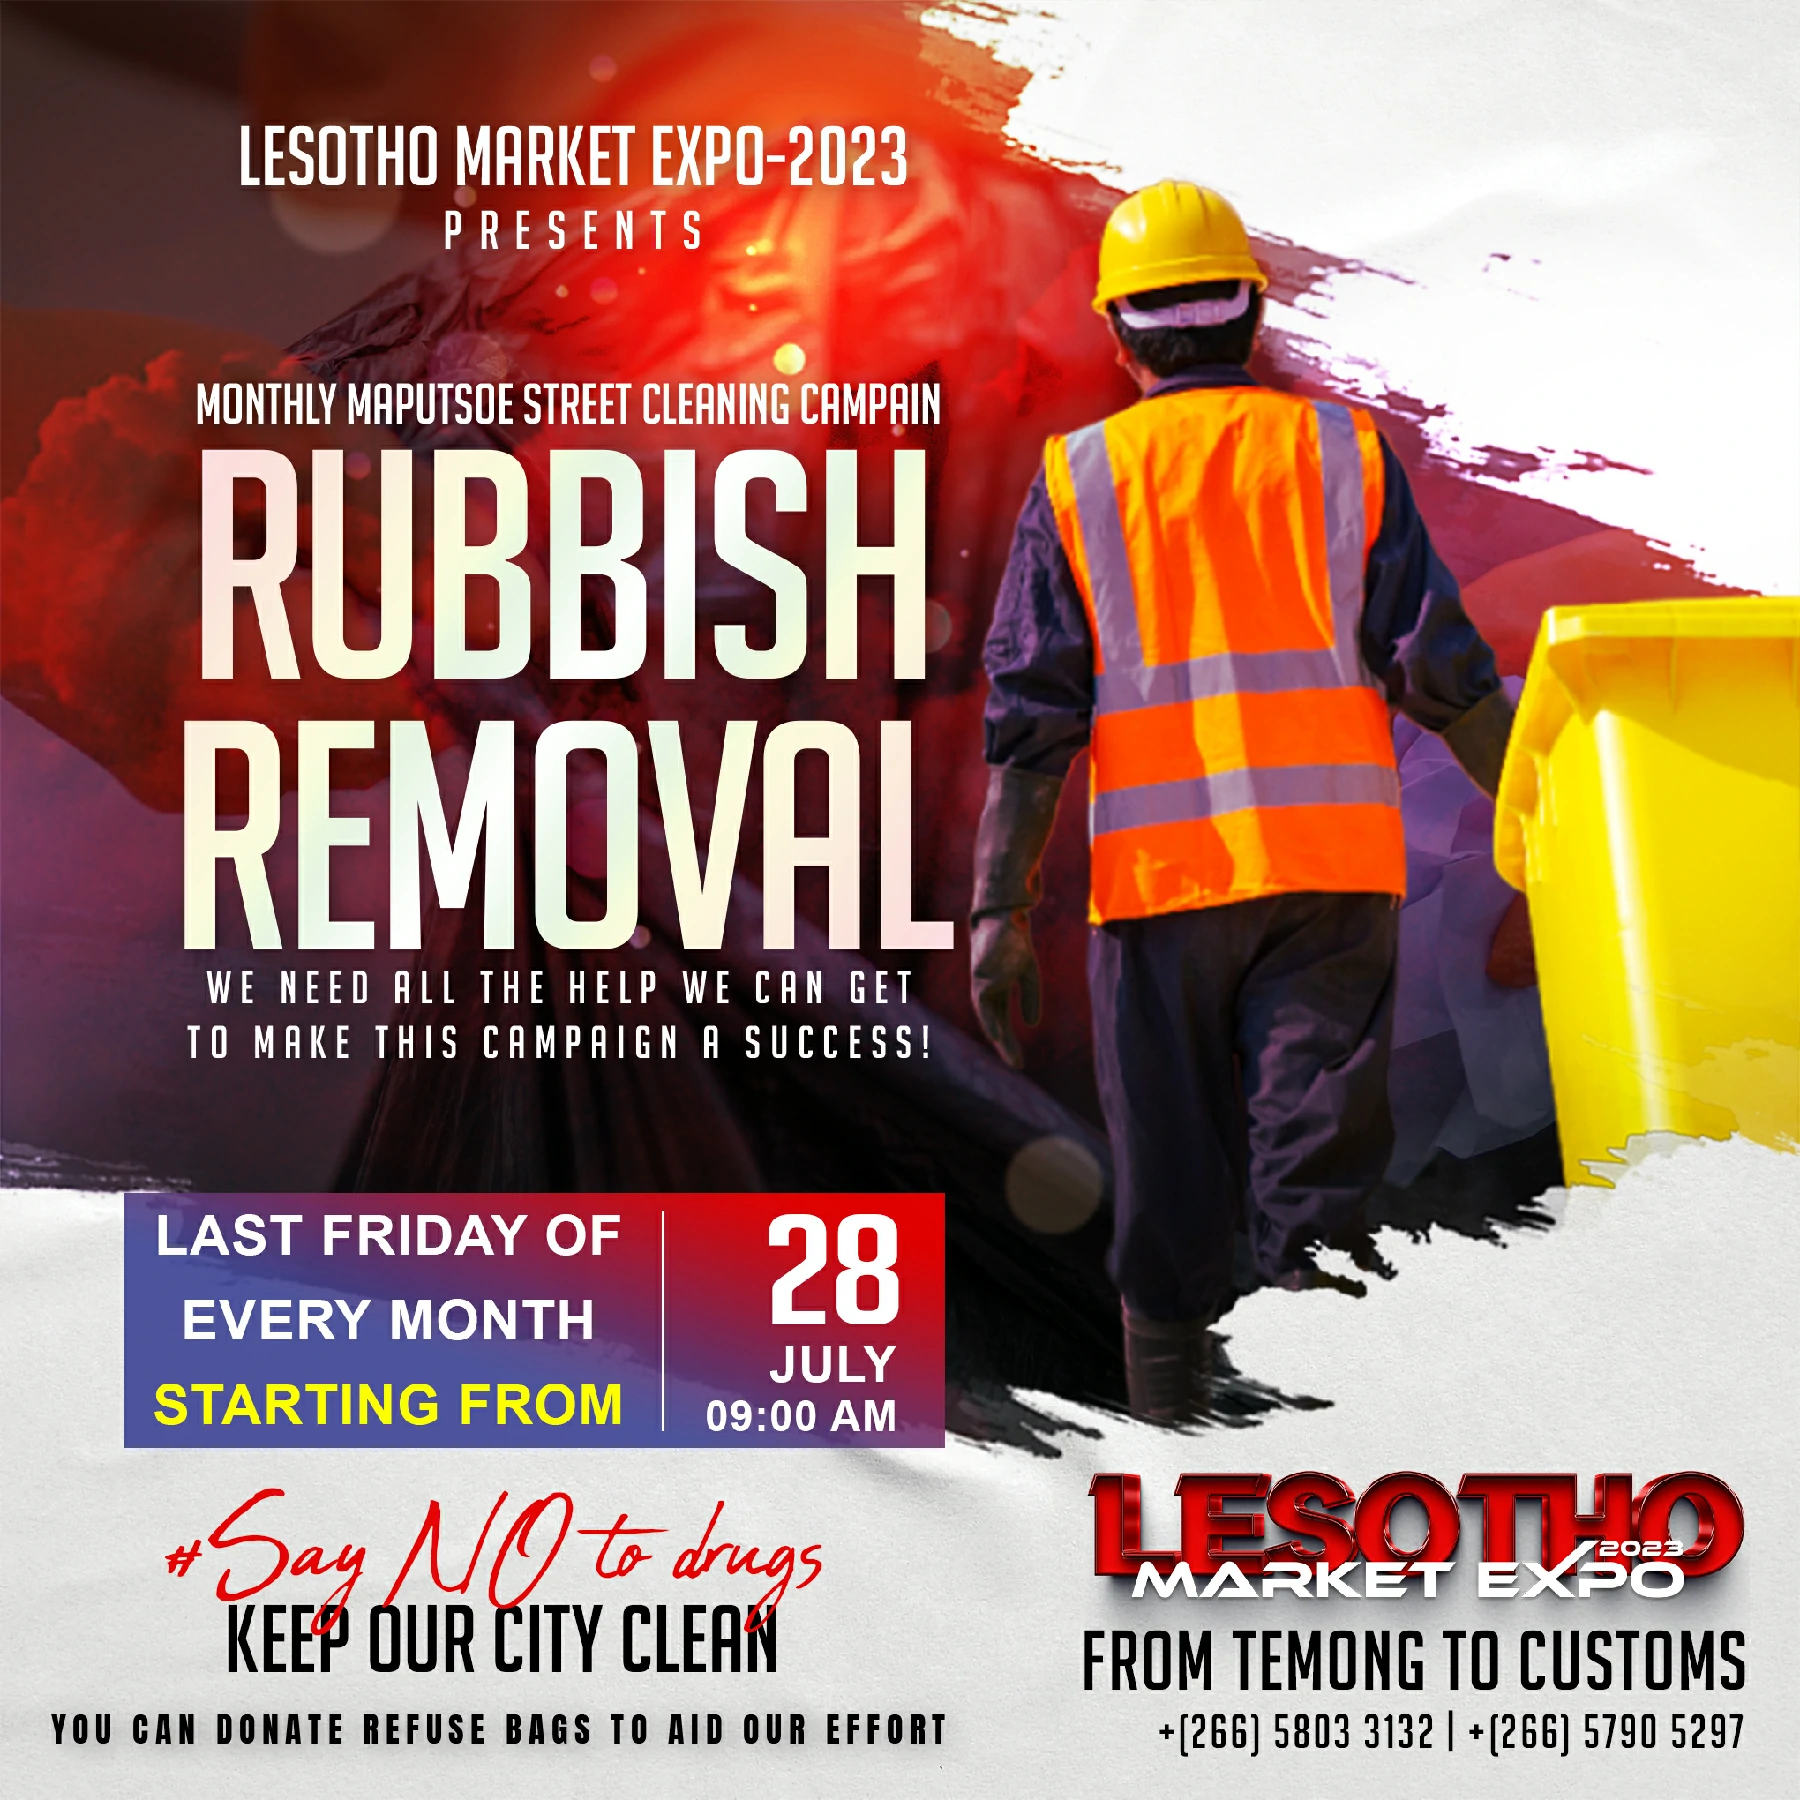 LESOTHO MARKET EXPO-2023
PRESENTS
MONTHLY MAPUTSOE STREET CLEANING CAMPAIN
RUBBISH
REMOVAL
WE NEED ALL THE HELP WE CAN GET
TO MAKE THIS CAMPAIGN A SUCCESS!
LAST FRIDAY OF
EVERY MONTH
STARTING FROM
28
JULY
09:00 AM
#Say NO to drugs
KEEP OUR CITY CLEAN
YOU CAN DONATE REFUSE BAGS TO AID OUR EFFORT
LESOTHO
2023
MARKET EXPO
FROM TEMONG TO CUSTOMS
+(266) 5803 3132 | +(266) 5790 5297